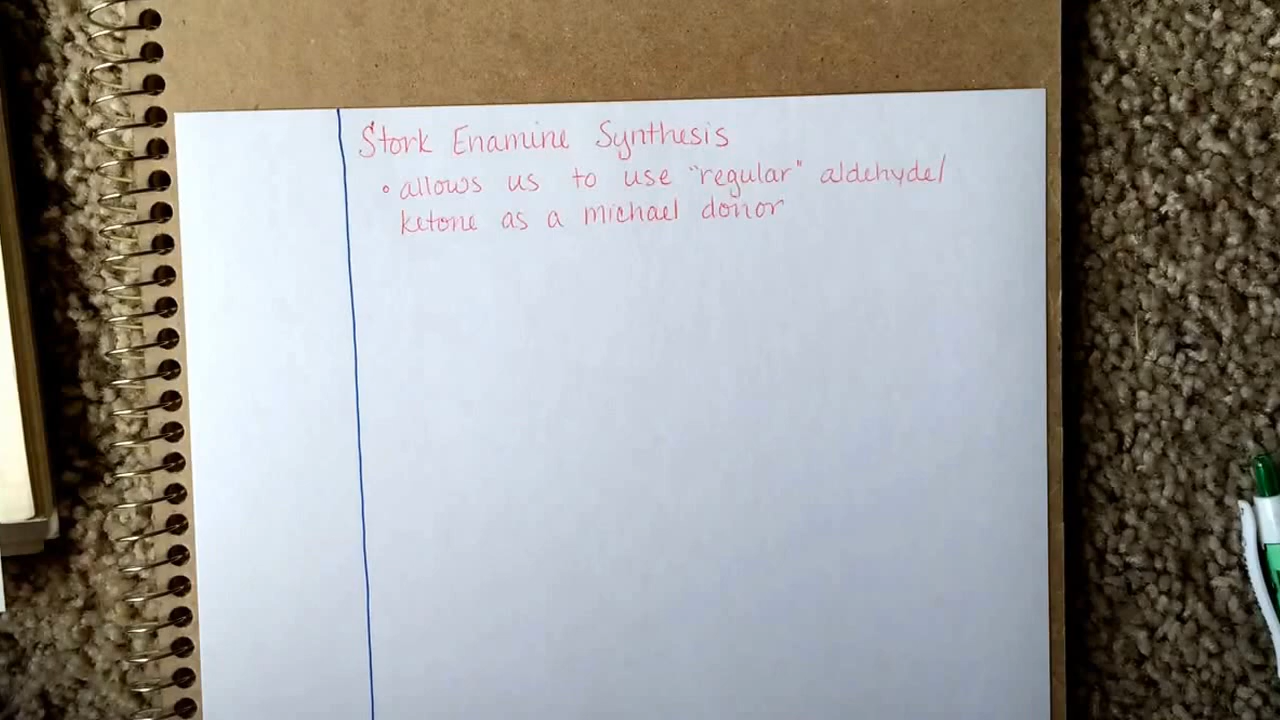 Stork Enamine Synthesis
• allows us to use "regular" aldehyde/
ketone as a michael donor